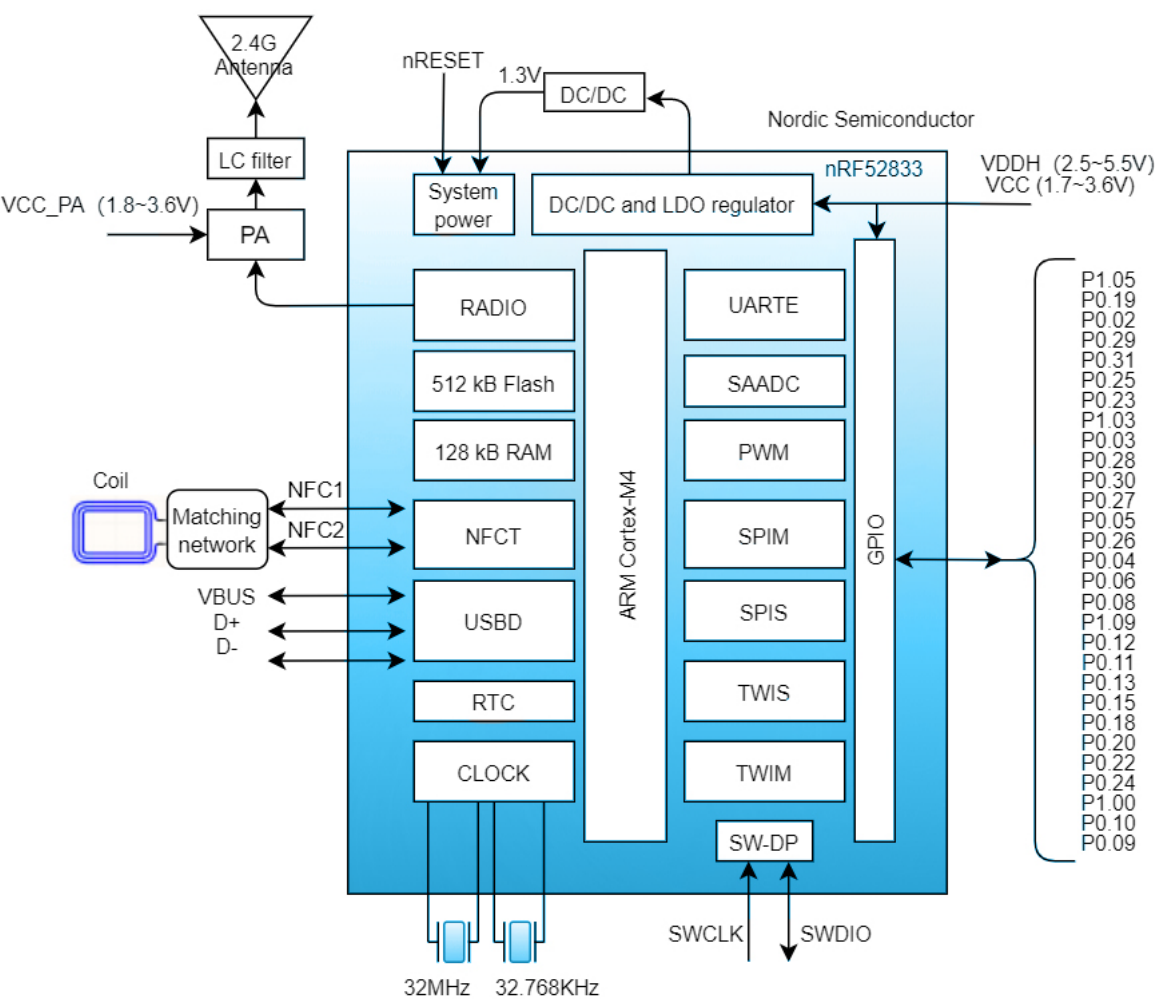 2.4G
Antenna
nRESET
1.3V
DC/DC
Nordic Semiconductor
LC filter
nRF52833
VDDH (2.5~5.5V)
VCC (1.7~3.6V)
System
power
DC/DC and LDO regulator
VCC_PA (1.8~3.6V)
PA
RADIO
512 kB Flash
128 kB RAM
Coil
Matching
network
NFC1
NFC2
NFCT
VBUS
D+
D-
USBD
RTC
CLOCK
ARM Cortex-M4
UARTE
SAADC
PWM
SPIM
SPIS
TWIS
TWIM
SW-DP
GPIO
P1.05
P0.19
P0.02
P0.29
P0.31
P0.25
P0.23
P1.03
P0.03
P0.28
P0.30
P0.27
P0.05
P0.26
P0.04
P0.06
P0.08
P1.09
P0.12
P0.11
P0.13
P0.15
P0.18
P0.20
P0.22
P0.24
P1.00
P0.10
P0.09
SWCLK
SWDIO
32MHz
32.768KHz